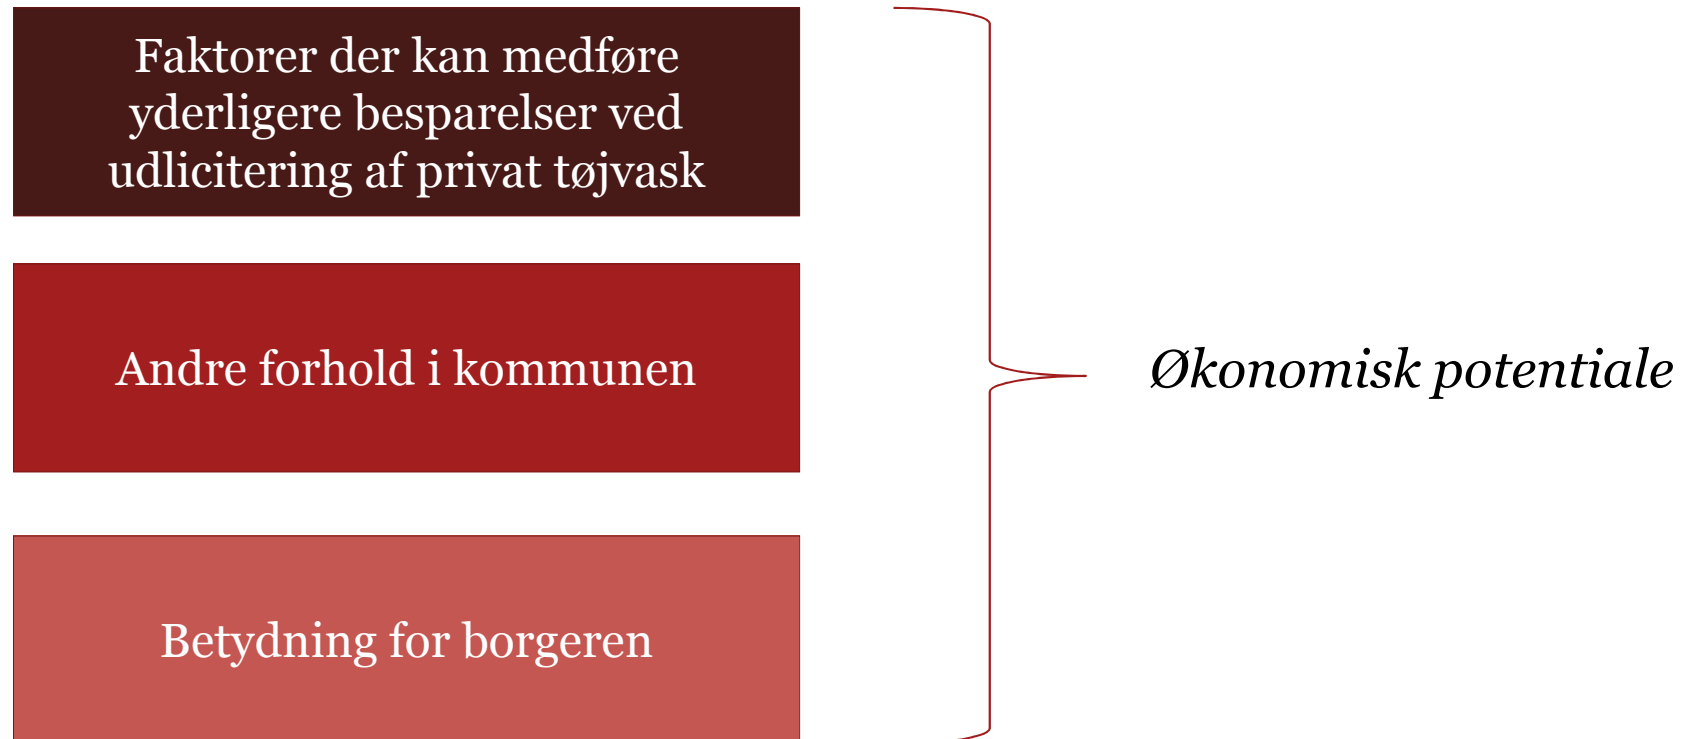 Faktorer der kan medføre
yderligere besparelser ved
udlicitering af privat tøjvask
Andre forhold i kommunen
Økonomisk potentiale
Betydning for borgeren